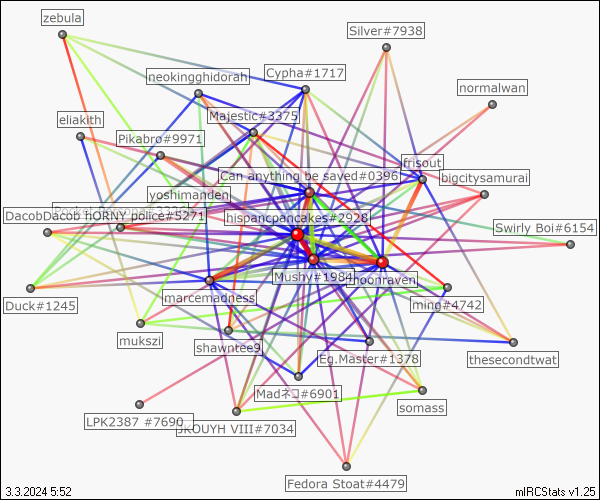 zebula
Silver#7938
neokingghidorah
Cypha#1717
normalwan
Majestic#3375
eliakith
Pikabro#9971
frisout
Can anything be saved#0396
bigcitysamurai
yoshimanden
DacobDacob
hORNY police#5271
hispancpancakes#2928
Swirly Boi#6154
Mushy#1984
moonraven
Duck#1245
marcemadness
ming#4742
mukszi
shawntee9
Eg.Master#1378
thesecondtwat
Madネコ#6901
somass
LPK2387 #7690
JKOUYH VIII#7034
Fedora Stoat#4479
3.3.2024 5:52
mIRCStats v1.25